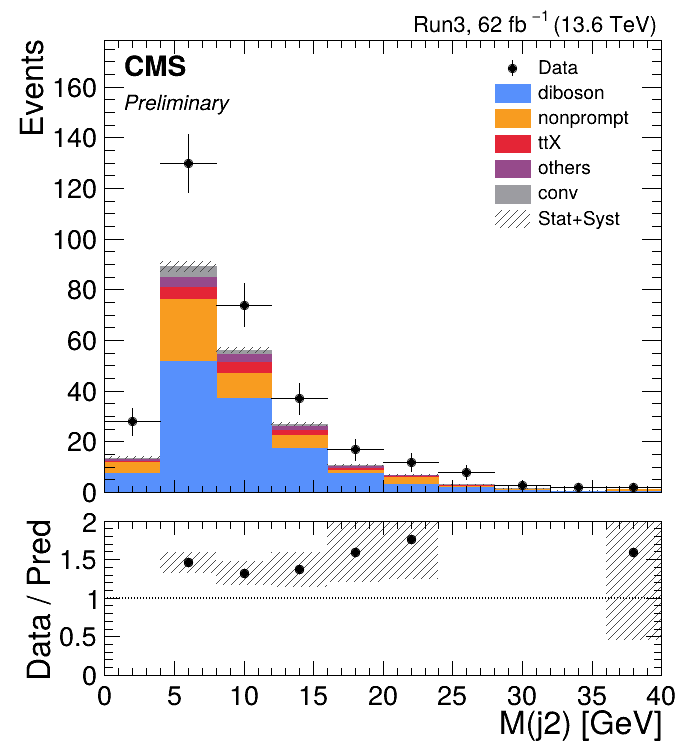 Run3, 62 fb⁻¹ (13.6 TeV)
CMS
Preliminary
Events
160
140
120
100
80
60
40
20
0
Data
diboson
nonprompt
ttX
others
conv
Stat+Syst
Data / Pred
2
1.5
1
0.5
0
0 5 10 15 20 25 30 35 40
M(j2) [GeV]